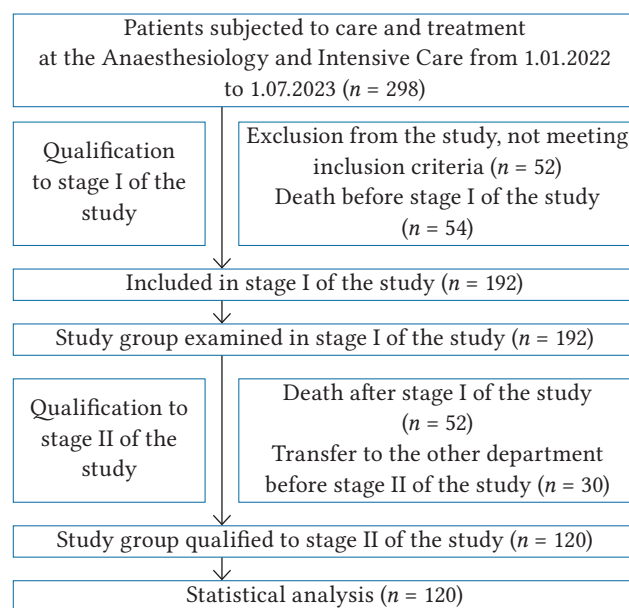 Patients subjected to care and treatment
at the Anaesthesiology and Intensive Care from 1.01.2022
to 1.07.2023 (n = 298)
Qualification
to stage I of the
study
Exclusion from the study, not meeting
inclusion criteria (n = 52)
Death before stage I of the study
(n = 54)
Included in stage I of the study (n = 192)
Study group examined in stage I of the study (n = 192)
Qualification to
stage II of the
study
Death after stage I of the study
(n = 52)
Transfer to the other department
before stage II of the study (n = 30)
Study group qualified to stage II of the study (n = 120)
Statistical analysis (n = 120)